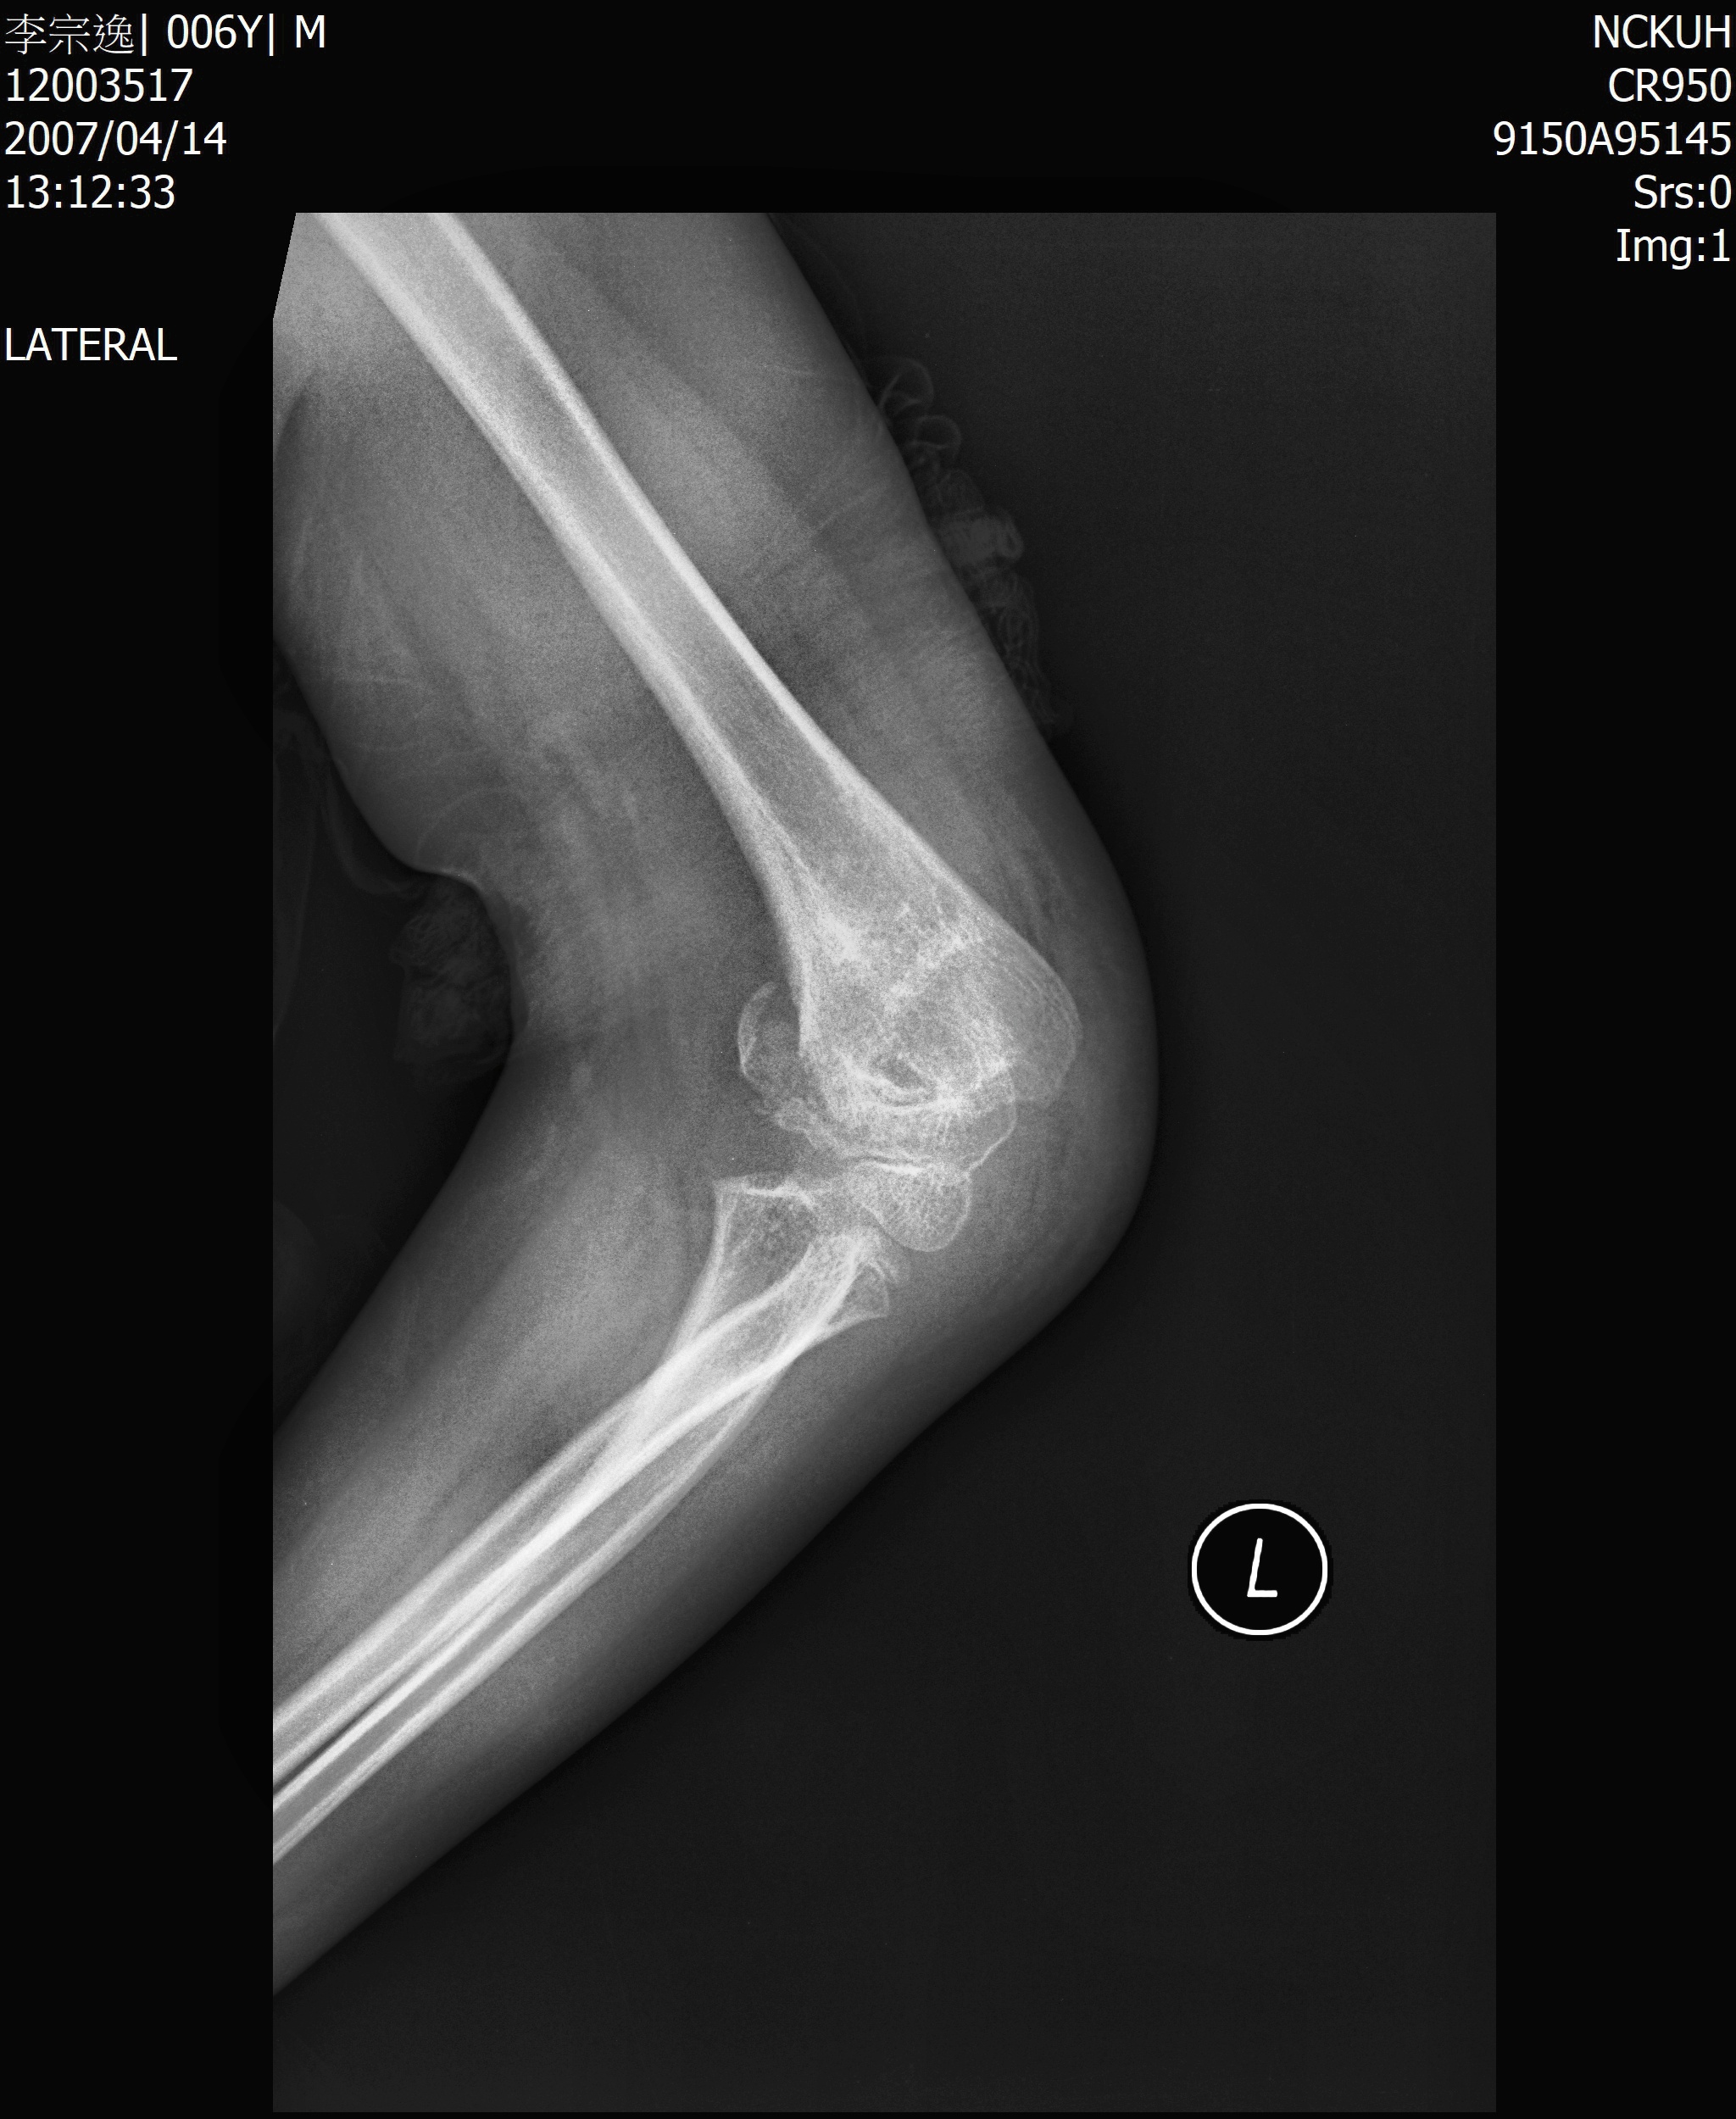 李宗逸| 006Y| M
12003517
2007/04/14
13:12:33
LATERAL
NCKUH
CR950
9150A95145
Srs:0
Img:1
L